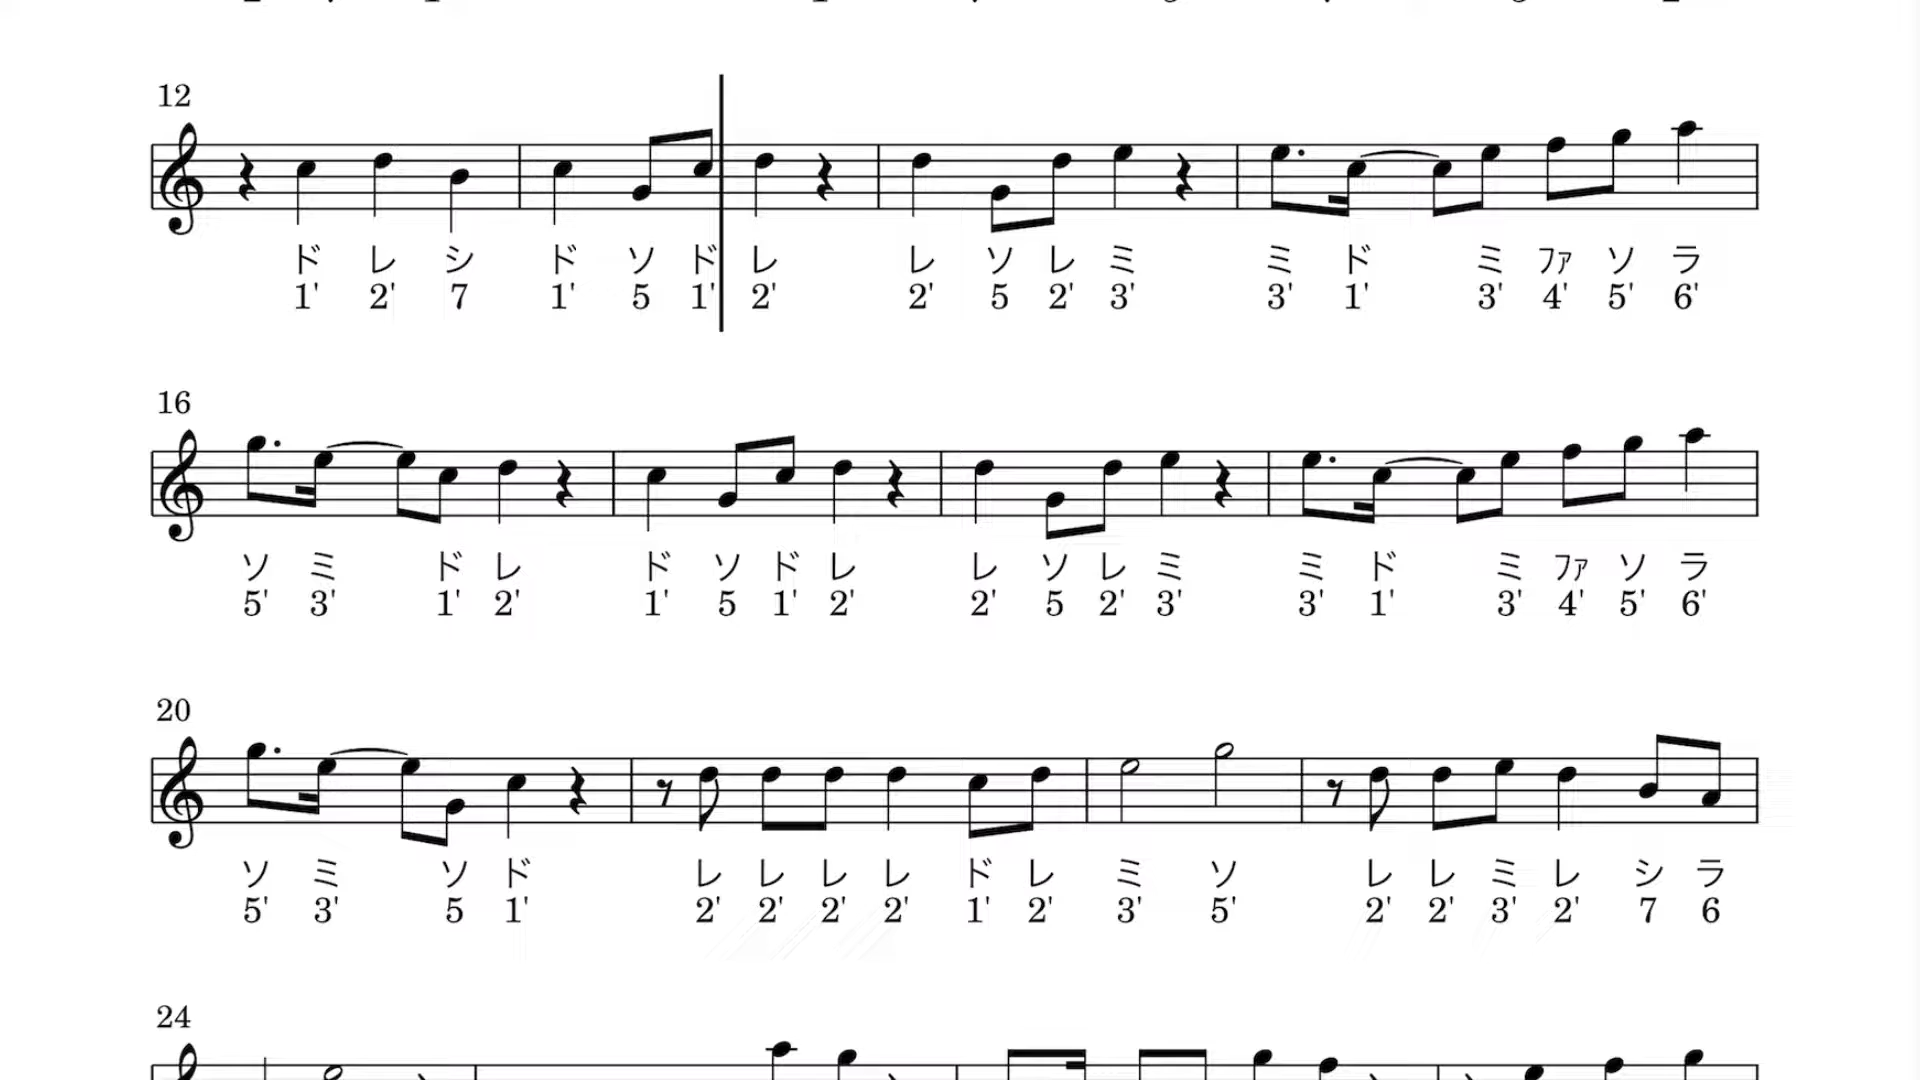 12
ド レ シ ド ソ ド レ レ ソ レ ミ ミ ド ミ ファ ソ ラ
1' 2' 7 1' 5 1' 2' 2' 5 2' 3' 3' 1' 3' 4' 5' 6'
16
ソ ミ ド レ ド ソ ド レ レ ソ レ ミ ミ ド ミ ファ ソ ラ
5' 3' 1' 2' 1' 5 1' 2' 2' 5 2' 3' 3' 1' 3' 4' 5' 6'
20
ソ ミ ソ ド レ レ レ レ ド レ ミ ソ レ レ ミ レ シ ラ
5' 3' 5 1' 2' 2' 2' 2' 1' 2' 3' 5' 2' 2' 3' 2' 7 6
24